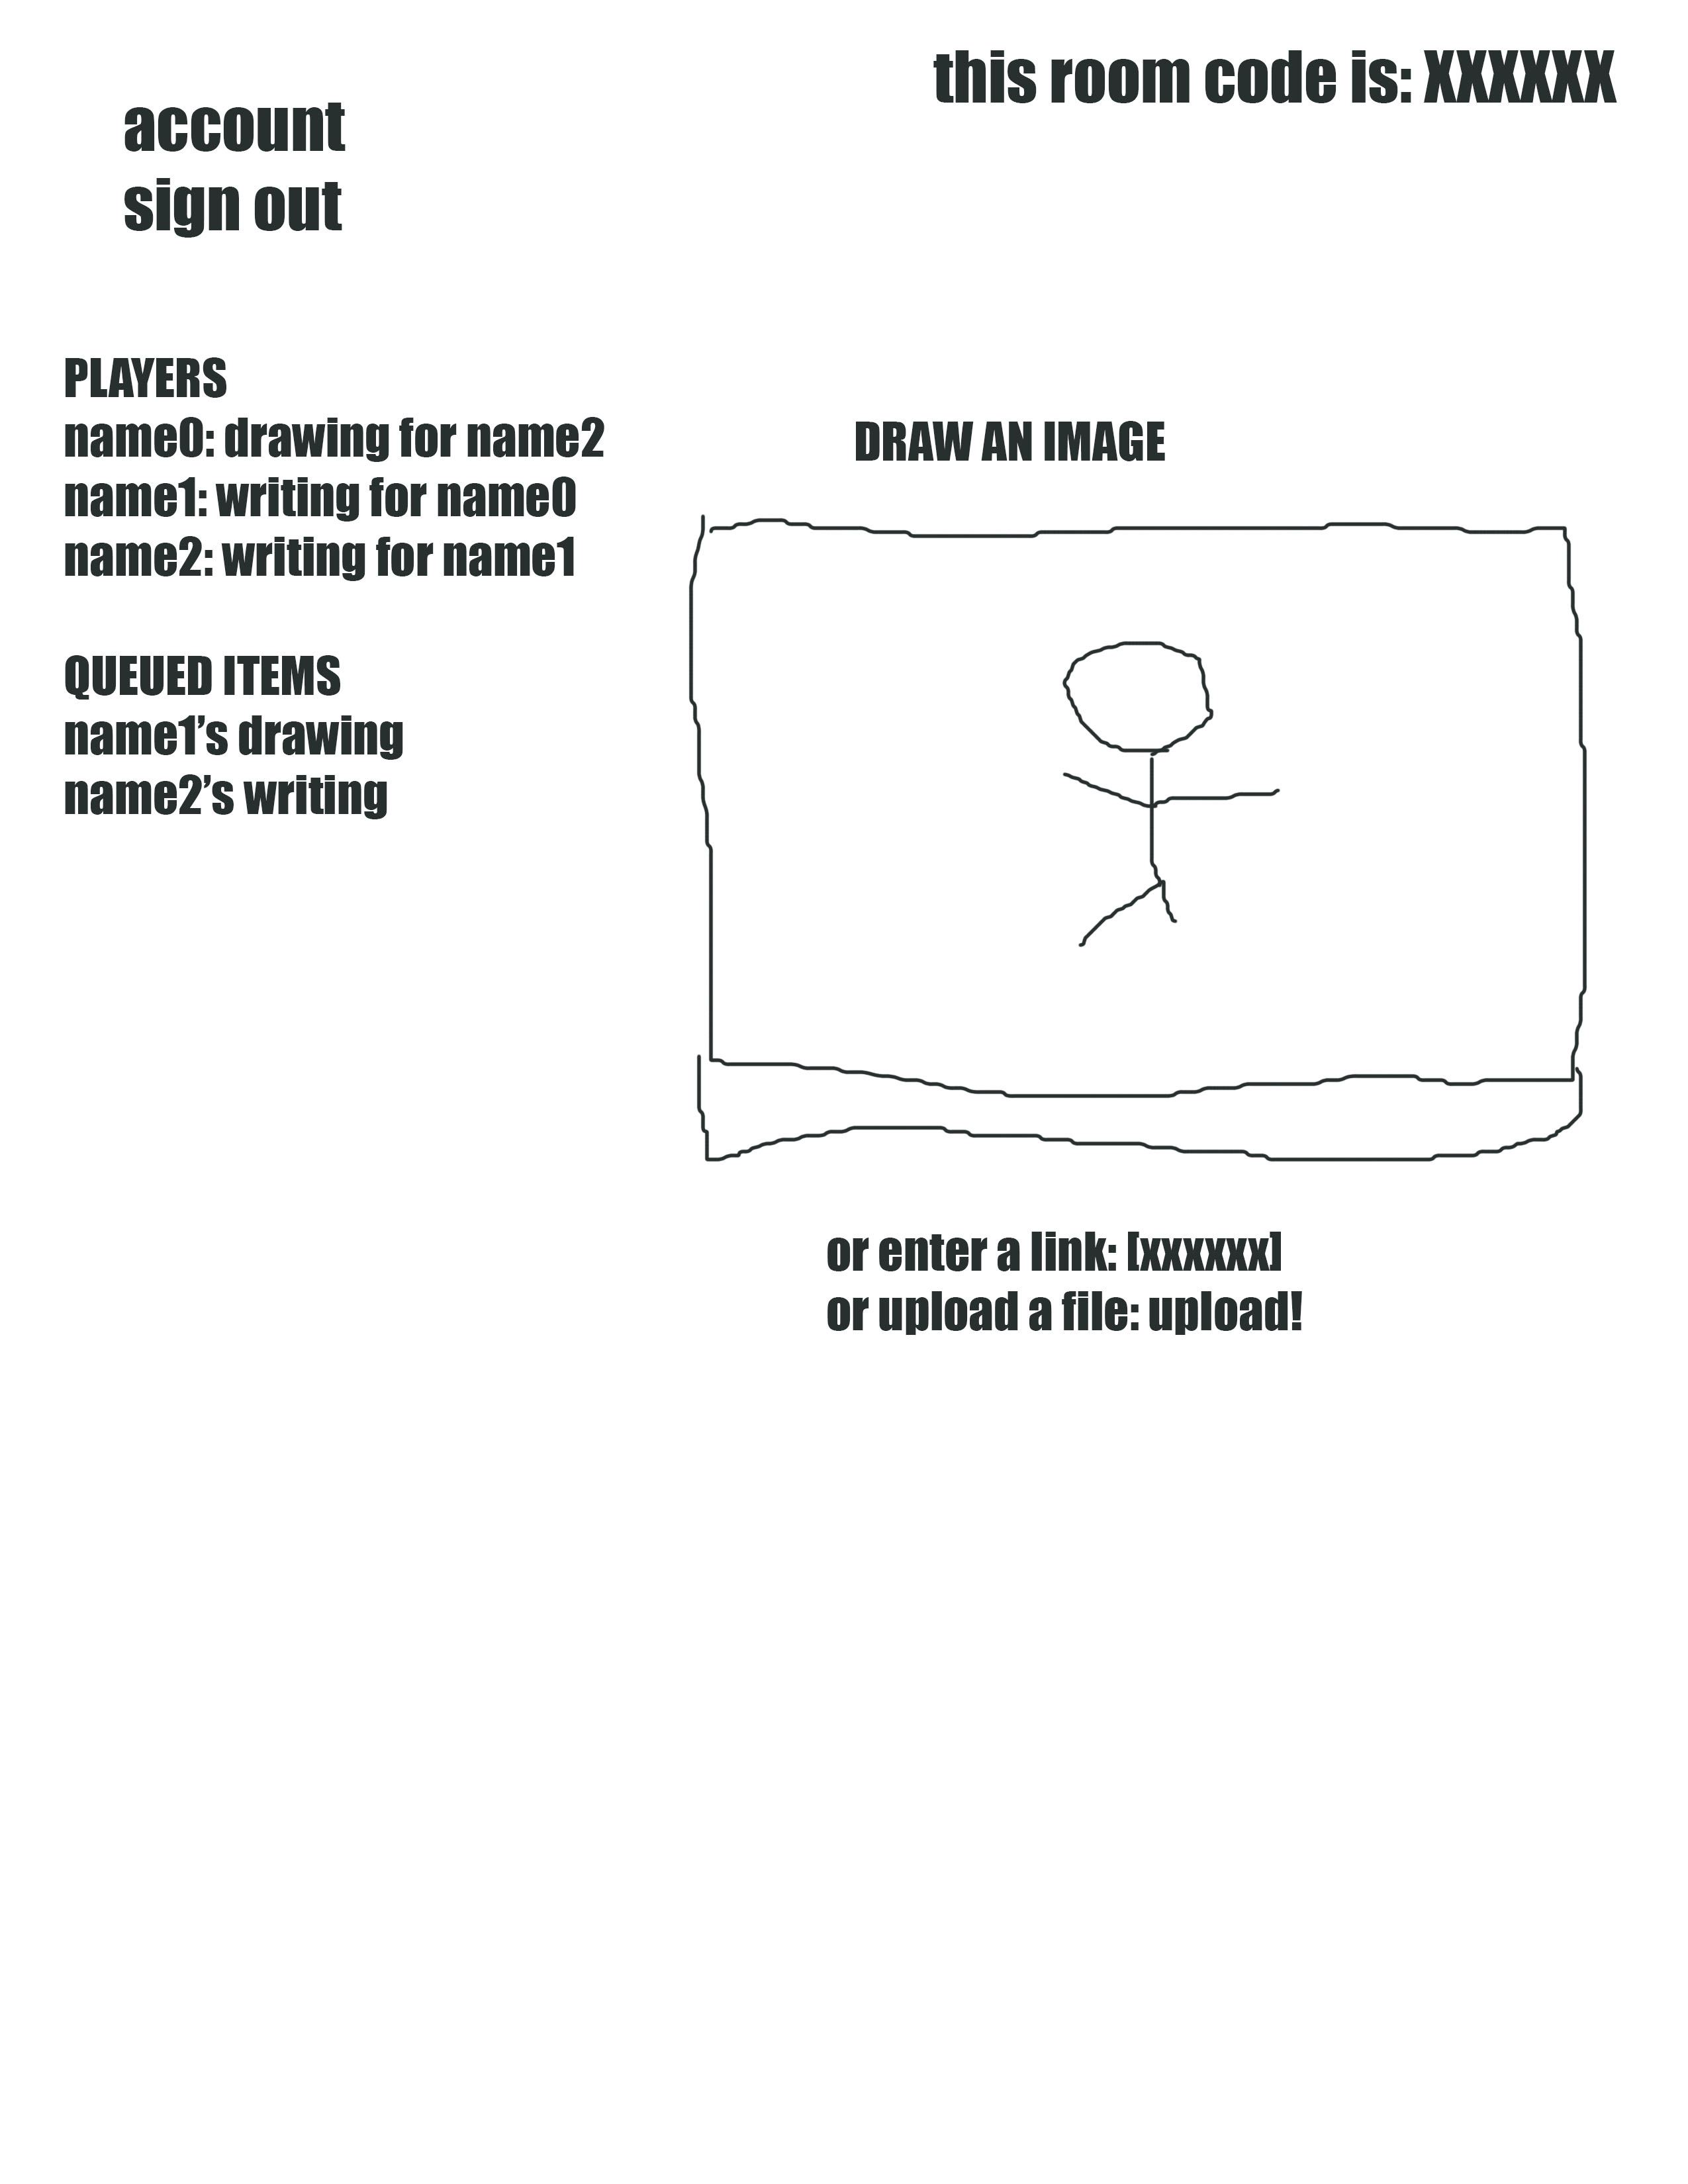 this room code is: XXXXXX
account
sign out
PLAYERS
name0: drawing for name2
name1: writing for name0
name2: writing for name1
QUEUED ITEMS
name1’s drawing
name2’s writing
DRAW AN IMAGE
or enter a link: [xxxxxx]
or upload a file: upload!